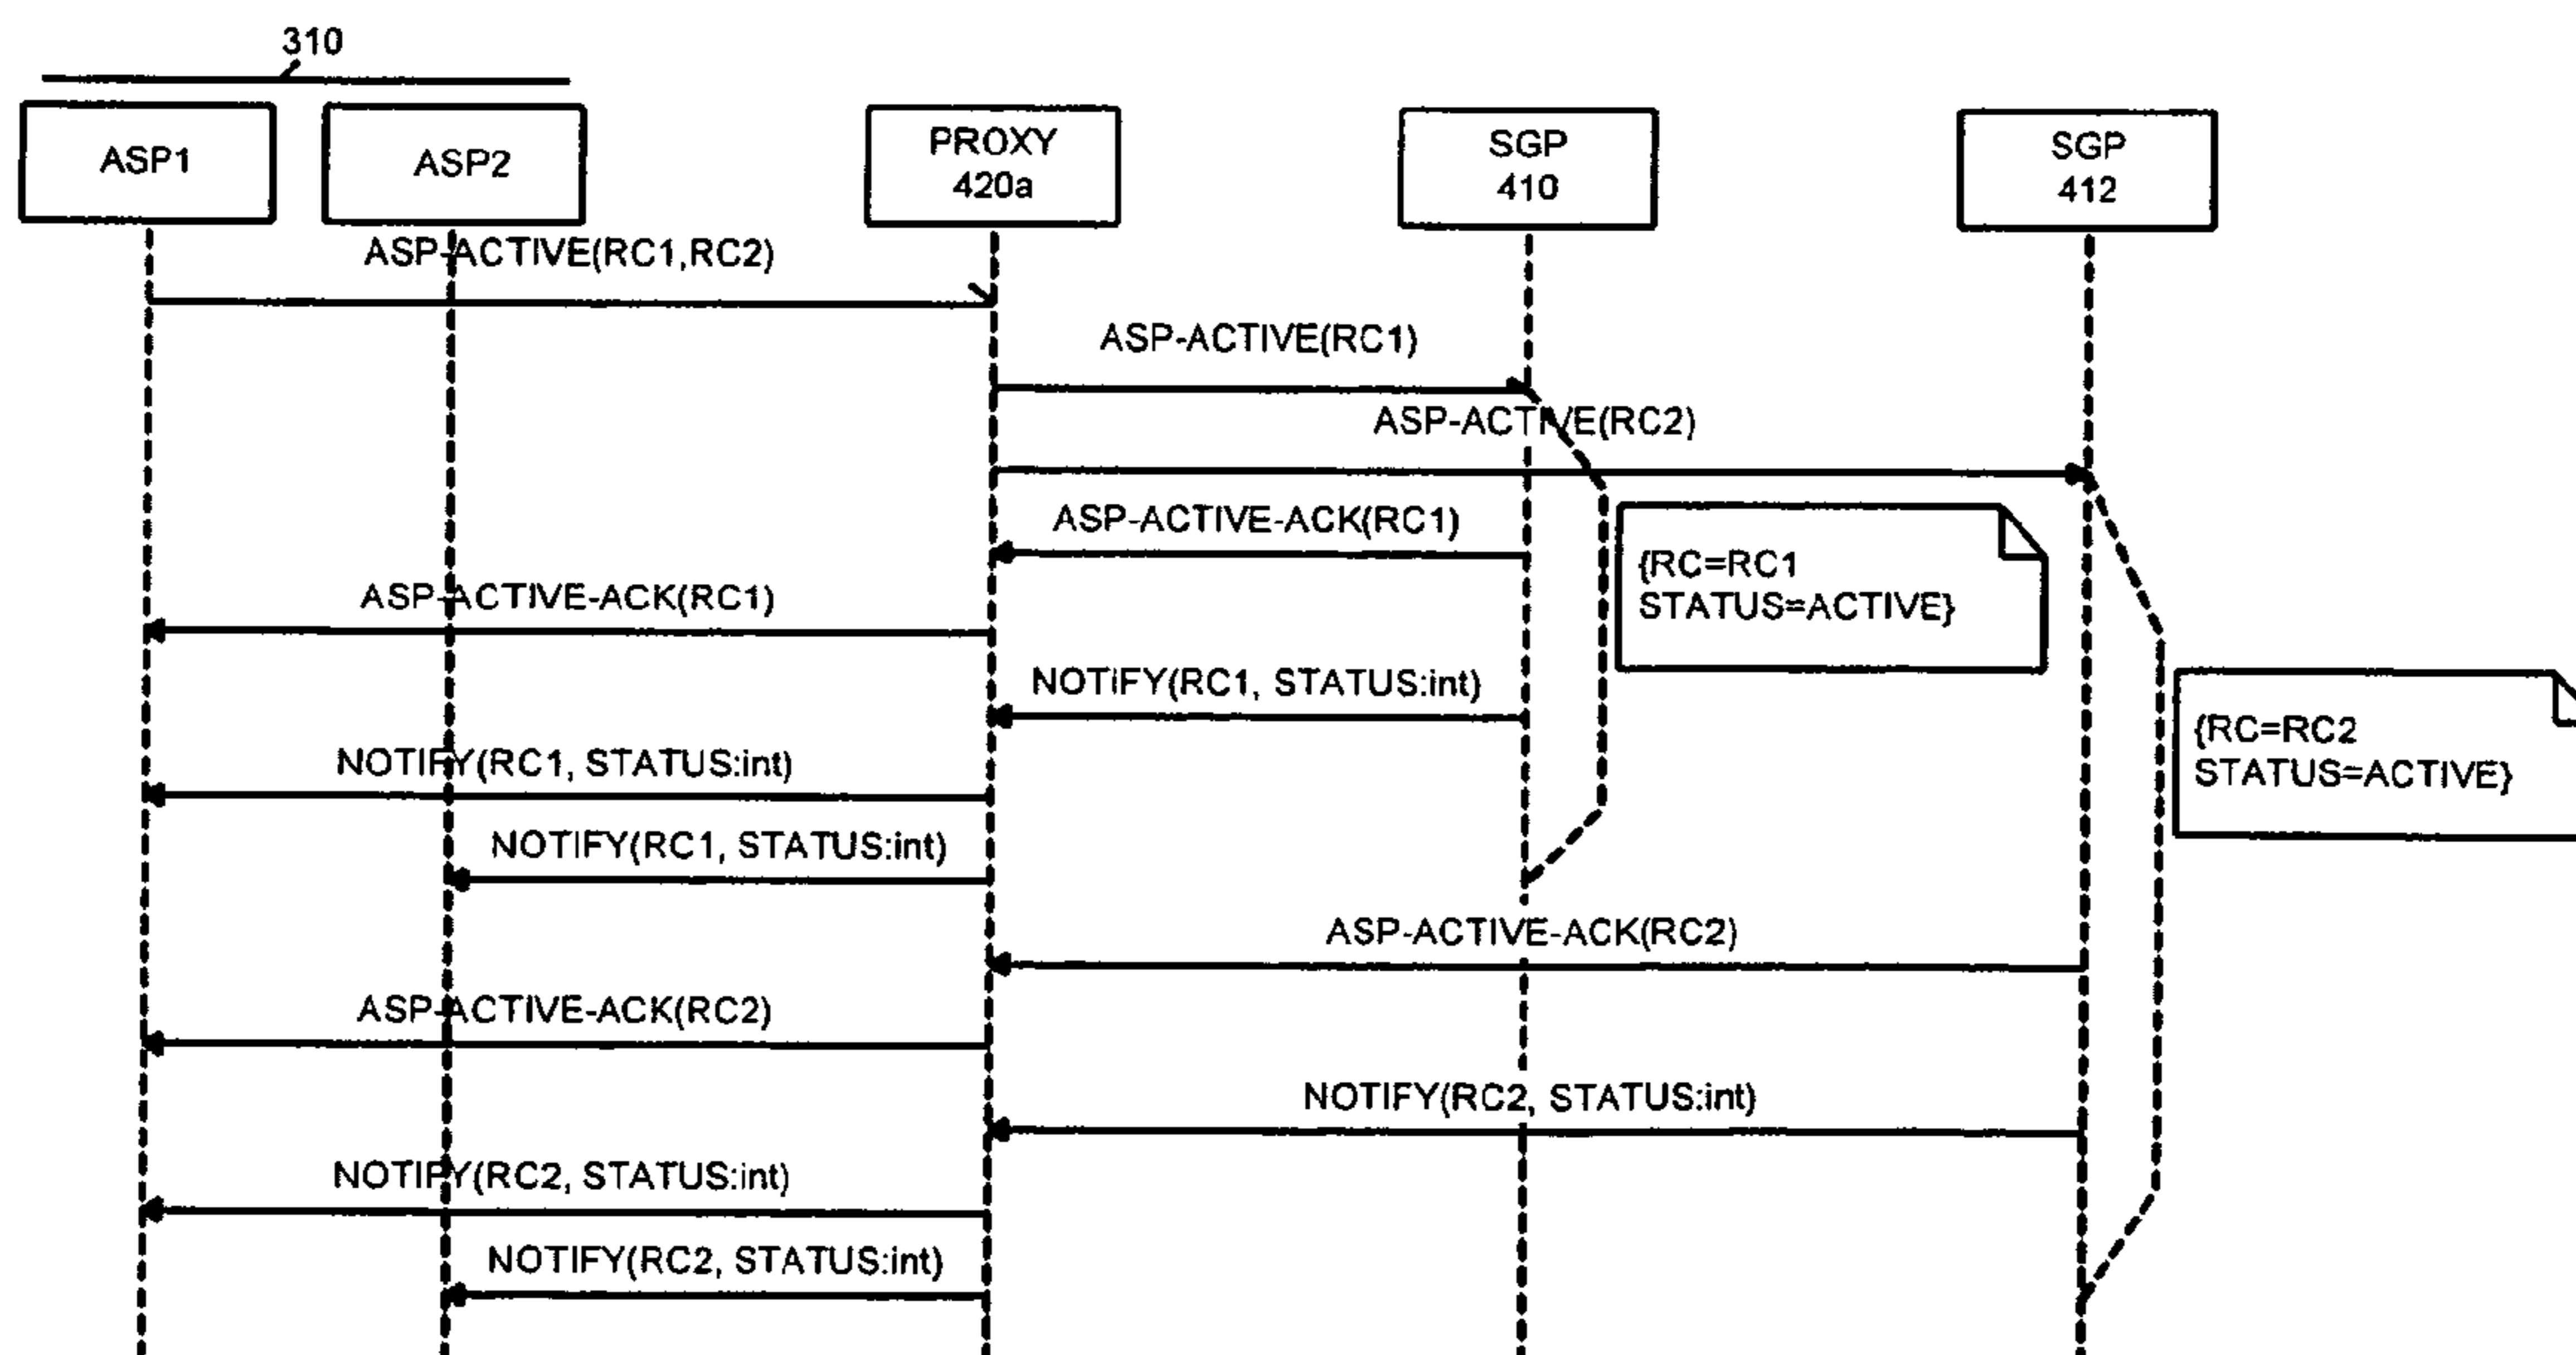 310
ASP1
ASP2
PROXY
420a
SGP
410
SGP
412
ASP-ACTIVE(RC1,RC2)
ASP-ACTIVE(RC1)
ASP-ACTIVE(RC2)
ASP-ACTIVE-ACK(RC1)
{RC=RC1
STATUS=ACTIVE}
ASP-ACTIVE-ACK(RC1)
NOTIFY(RC1, STATUS:int)
{RC=RC2
STATUS=ACTIVE}
NOTIFY(RC1, STATUS:int)
NOTIFY(RC1, STATUS:int)
ASP-ACTIVE-ACK(RC2)
ASP-ACTIVE-ACK(RC2)
NOTIFY(RC2, STATUS:int)
NOTIFY(RC2, STATUS:int)
NOTIFY(RC2, STATUS:int)